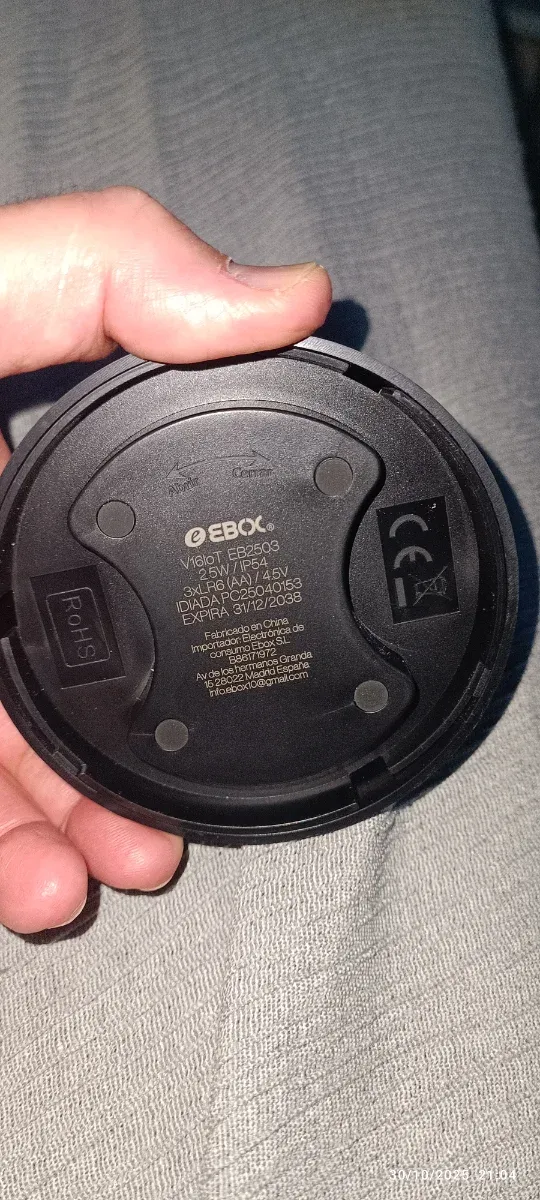 Abrir Cerrar
e EBOX®
V16IoT EB2503
2.5W / IP54
3xLR6 (AA) / 4.5V
IDIADA PC25040153
EXPIRA 31/12/2038
Fabricado en China
Importador Electrónica de
consumo Ebox S.L
B86171972
Av de los hermanos Granda
15 28022 Madrid España
info.ebox10@gmail.com
CE
RoHS
30/10/2025 21:04